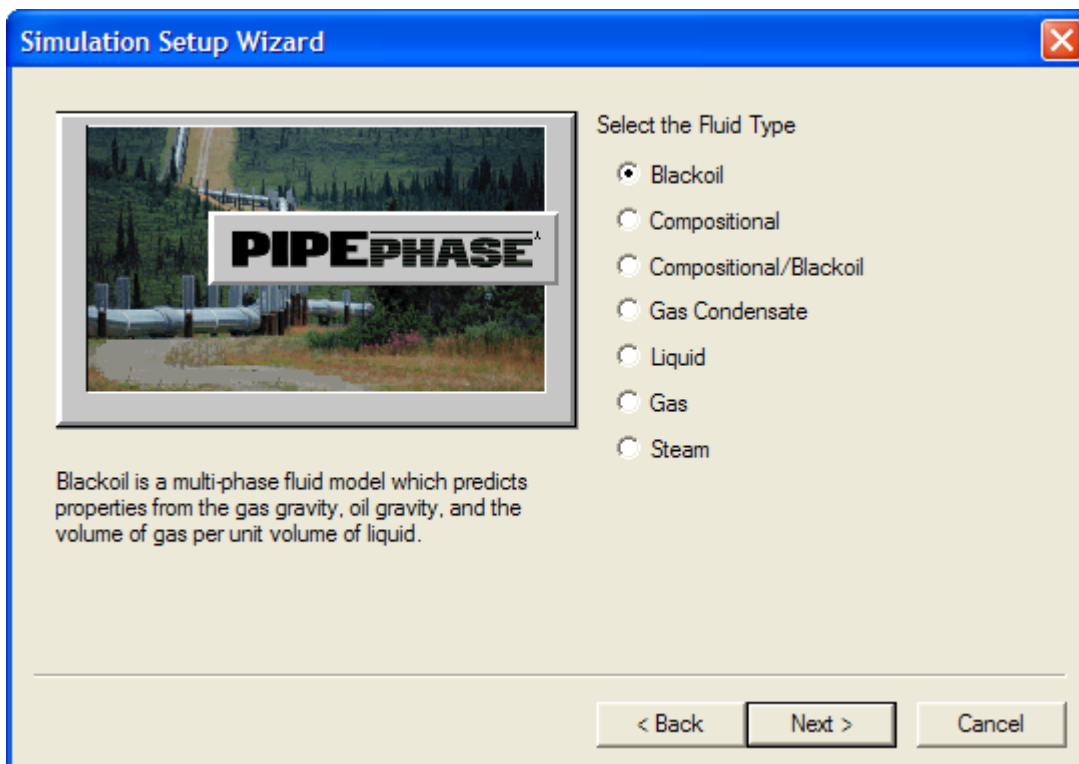 Simulation Setup Wizard
PIPEPHASE
Select the Fluid Type
Blackoil
Compositional
Compositional/Blackoil
Gas Condensate
Liquid
Gas
Steam
Blackoil is a multi-phase fluid model which predicts
properties from the gas gravity, oil gravity, and the
volume of gas per unit volume of liquid.
< Back
Next >
Cancel